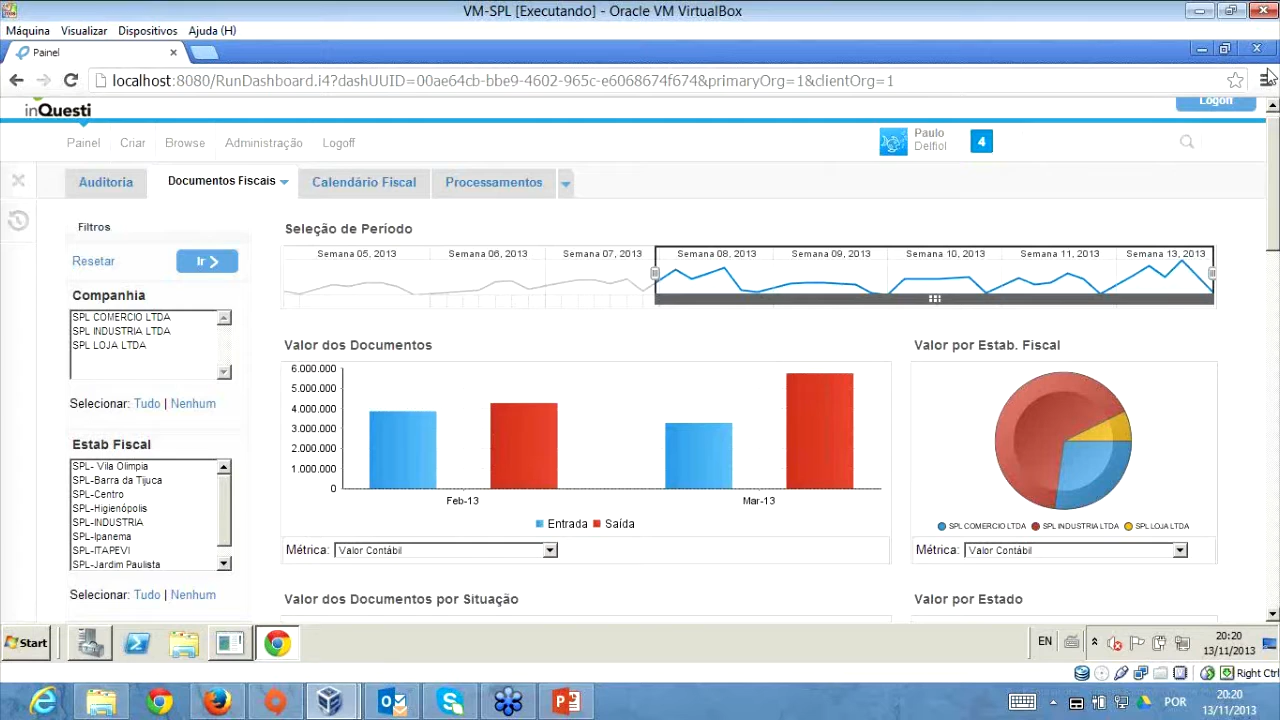 VM-SPL [Executando] - Oracle VM VirtualBox
Máquina Visualizar Dispositivos Ajuda (H)
Painel
localhost:8080/RunDashboard.i4?dashUUID=00ae64cb-bbe9-4602-965c-e6068674f674&primaryOrg=1&clientOrg=1
inQuesti
Logoff
Painel Criar Browse Administração Logoff
Paulo
Delfiol
4
Auditoria Documentos Fiscais Calendário Fiscal Processamentos
Filtros
Resetar
Ir
Companhia
SPL COMERCIO LTDA
SPL INDUSTRIA LTDA
SPL LOJA LTDA
Selecionar: Tudo | Nenhum
Estab Fiscal
SPL- Vila Olimpia
SPL-Barra da Tijuca
SPL-Centro
SPL-Higienópolis
SPL-INDUSTRIA
SPL-Ipanema
SPL-ITAPEVI
SPL-Jardim Paulista
Selecionar: Tudo | Nenhum
Seleção de Período
Semana 05, 2013 Semana 06, 2013 Semana 07, 2013 Semana 08, 2013 Semana 09, 2013 Semana 10, 2013 Semana 11, 2013 Semana 13, 2013
Valor dos Documentos
6.000.000
5.000.000
4.000.000
3.000.000
2.000.000
1.000.000
0
Feb-13 Mar-13
Entrada Saída
Métrica: Valor Contábil
Valor por Estab. Fiscal
SPL COMERCIO LTDA SPL INDUSTRIA LTDA SPL LOJA LTDA
Métrica: Valor Contábil
Valor dos Documentos por Situação
Valor por Estado
Start
EN
20:20
13/11/2013
Right Ctrl
POR
20:20
13/11/2013